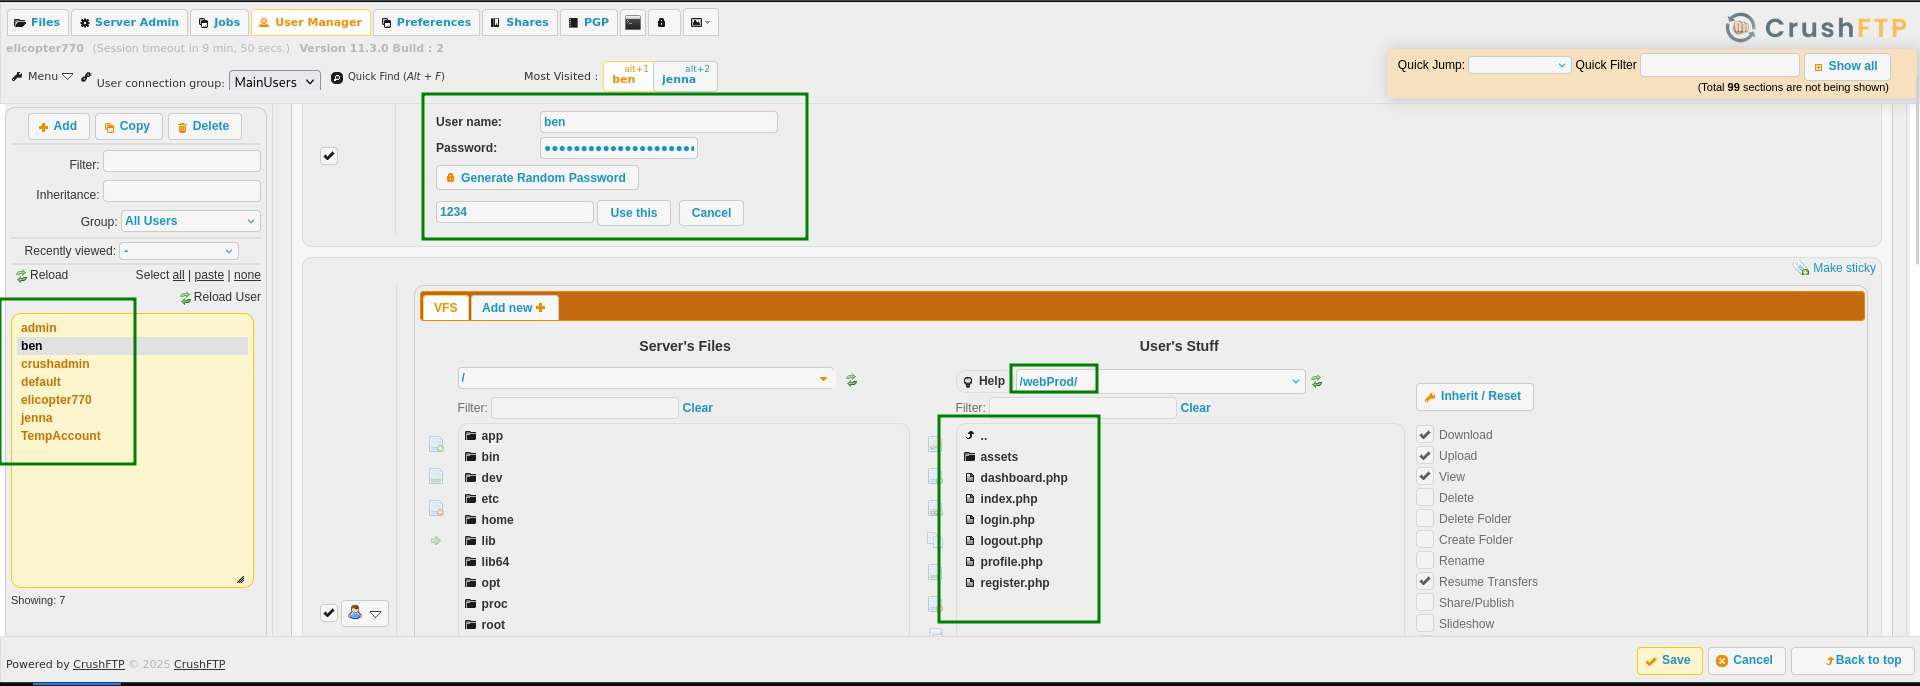 Files Server Admin Jobs User Manager Preferences Shares PGP
CrushFTP
elicopter770 (Session timeout in 9 min, 50 secs.) Version 11.3.0 Build : 2
Menu User connection group: MainUsers Quick Find (Alt + F) Most Visited : alt+1 ben alt+2 jenna
Quick Jump: Quick Filter Show all
(Total 99 sections are not being shown)
Add Copy Delete
Filter:
Inheritance:
Group: All Users
Recently viewed: -
Reload Select all | paste | none
Reload User
admin
ben
crushadmin
default
elicopter770
jenna
TempAccount
Showing: 7
User name: ben
Password: ●●●●●●●●●●●●●●●●●●●●●
Generate Random Password
1234 Use this Cancel
Make sticky
VFS Add new
Server's Files
/
Filter: Clear
app
bin
dev
etc
home
lib
lib64
opt
proc
root
User's Stuff
Help /webProd/
Filter: Clear
..
assets
dashboard.php
index.php
login.php
logout.php
profile.php
register.php
Inherit / Reset
Download
Upload
View
Delete
Delete Folder
Create Folder
Rename
Resume Transfers
Share/Publish
Slideshow
Powered by CrushFTP © 2025 CrushFTP
Save Cancel Back to top